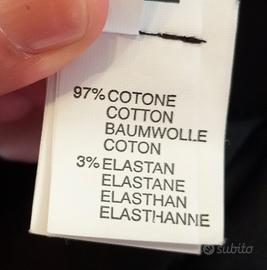 97% COTONE
COTTON
BAUMWOLLE
COTON
3% ELASTAN
ELASTANE
ELASTHAN
ELASTHANNE
subito